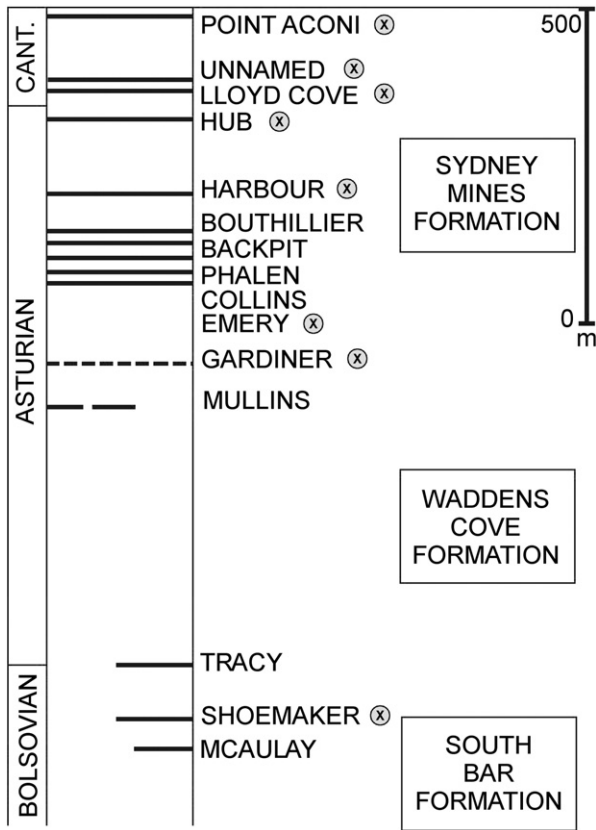 CANT.
ASTURIAN
BOLSOVIAN
POINT ACONI Ⓧ
UNNAMED Ⓧ
LLOYD COVE Ⓧ
HUB Ⓧ
HARBOUR Ⓧ
BOUTHILLIER
BACKPIT
PHALEN
COLLINS
EMERY Ⓧ
GARDINER Ⓧ
MULLINS
TRACY
SHOEMAKER Ⓧ
MCAULAY
500
0
m
SYDNEY
MINES
FORMATION
WADDENS
COVE
FORMATION
SOUTH
BAR
FORMATION